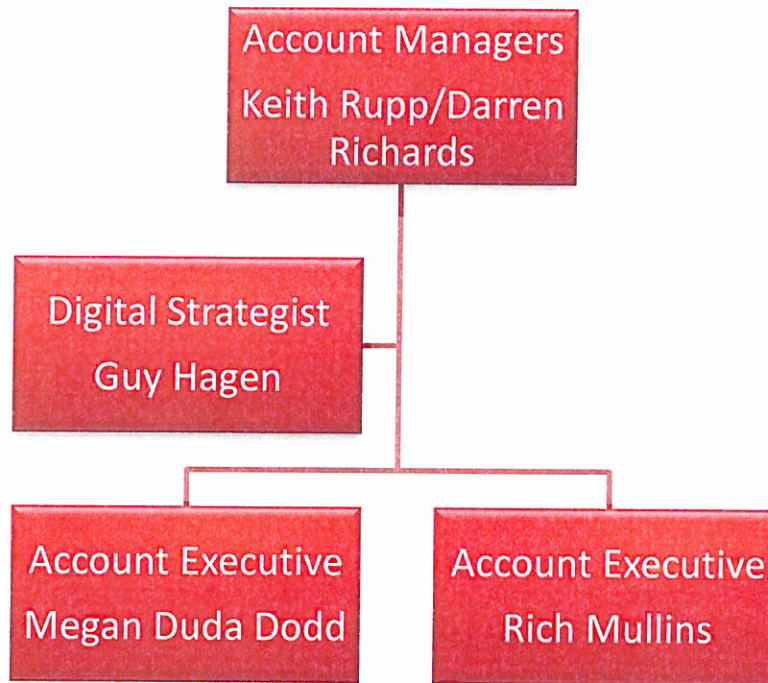 Account Managers
Keith Rupp/Darren
Richards
Digital Strategist
Guy Hagen
Account Executive
Megan Duda Dodd
Account Executive
Rich Mullins